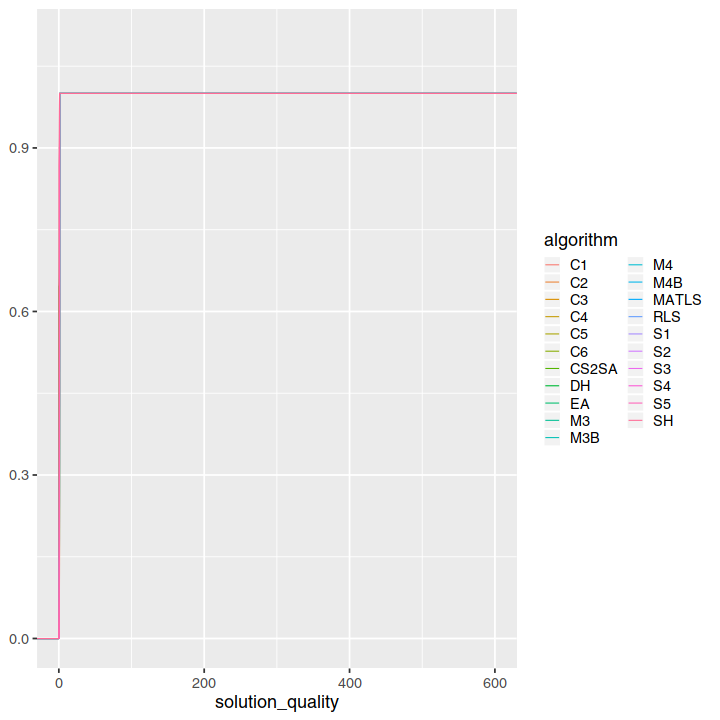 0.9
0.6
0.3
0.0
0 200 400 600
solution_quality
algorithm
C1 M4
C2 M4B
C3 MATLS
C4 RLS
C5 S1
C6 S2
CS2SA S3
DH S4
EA S5
M3 SH
M3B